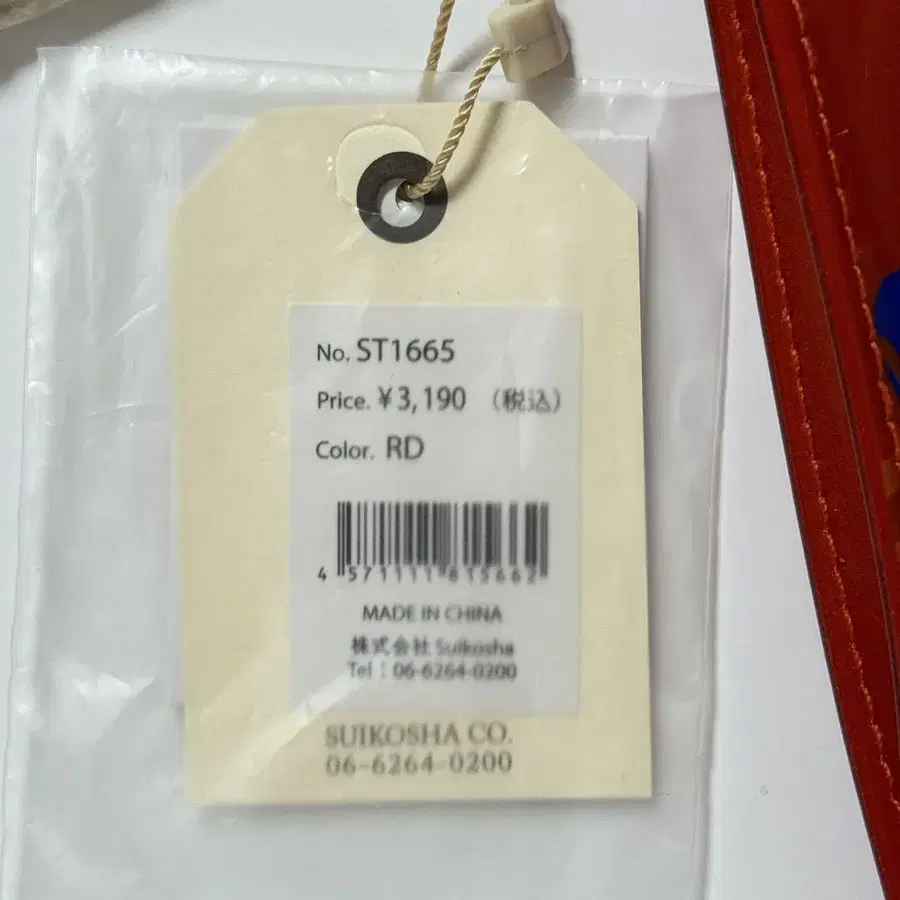 No. ST1665
Price. ¥3,190 （税込）
Color. RD
4 571111 815662
MADE IN CHINA
株式会社 Suikosha
Tel：06-6264-0200
SUIKOSHA CO.
06-6264-0200